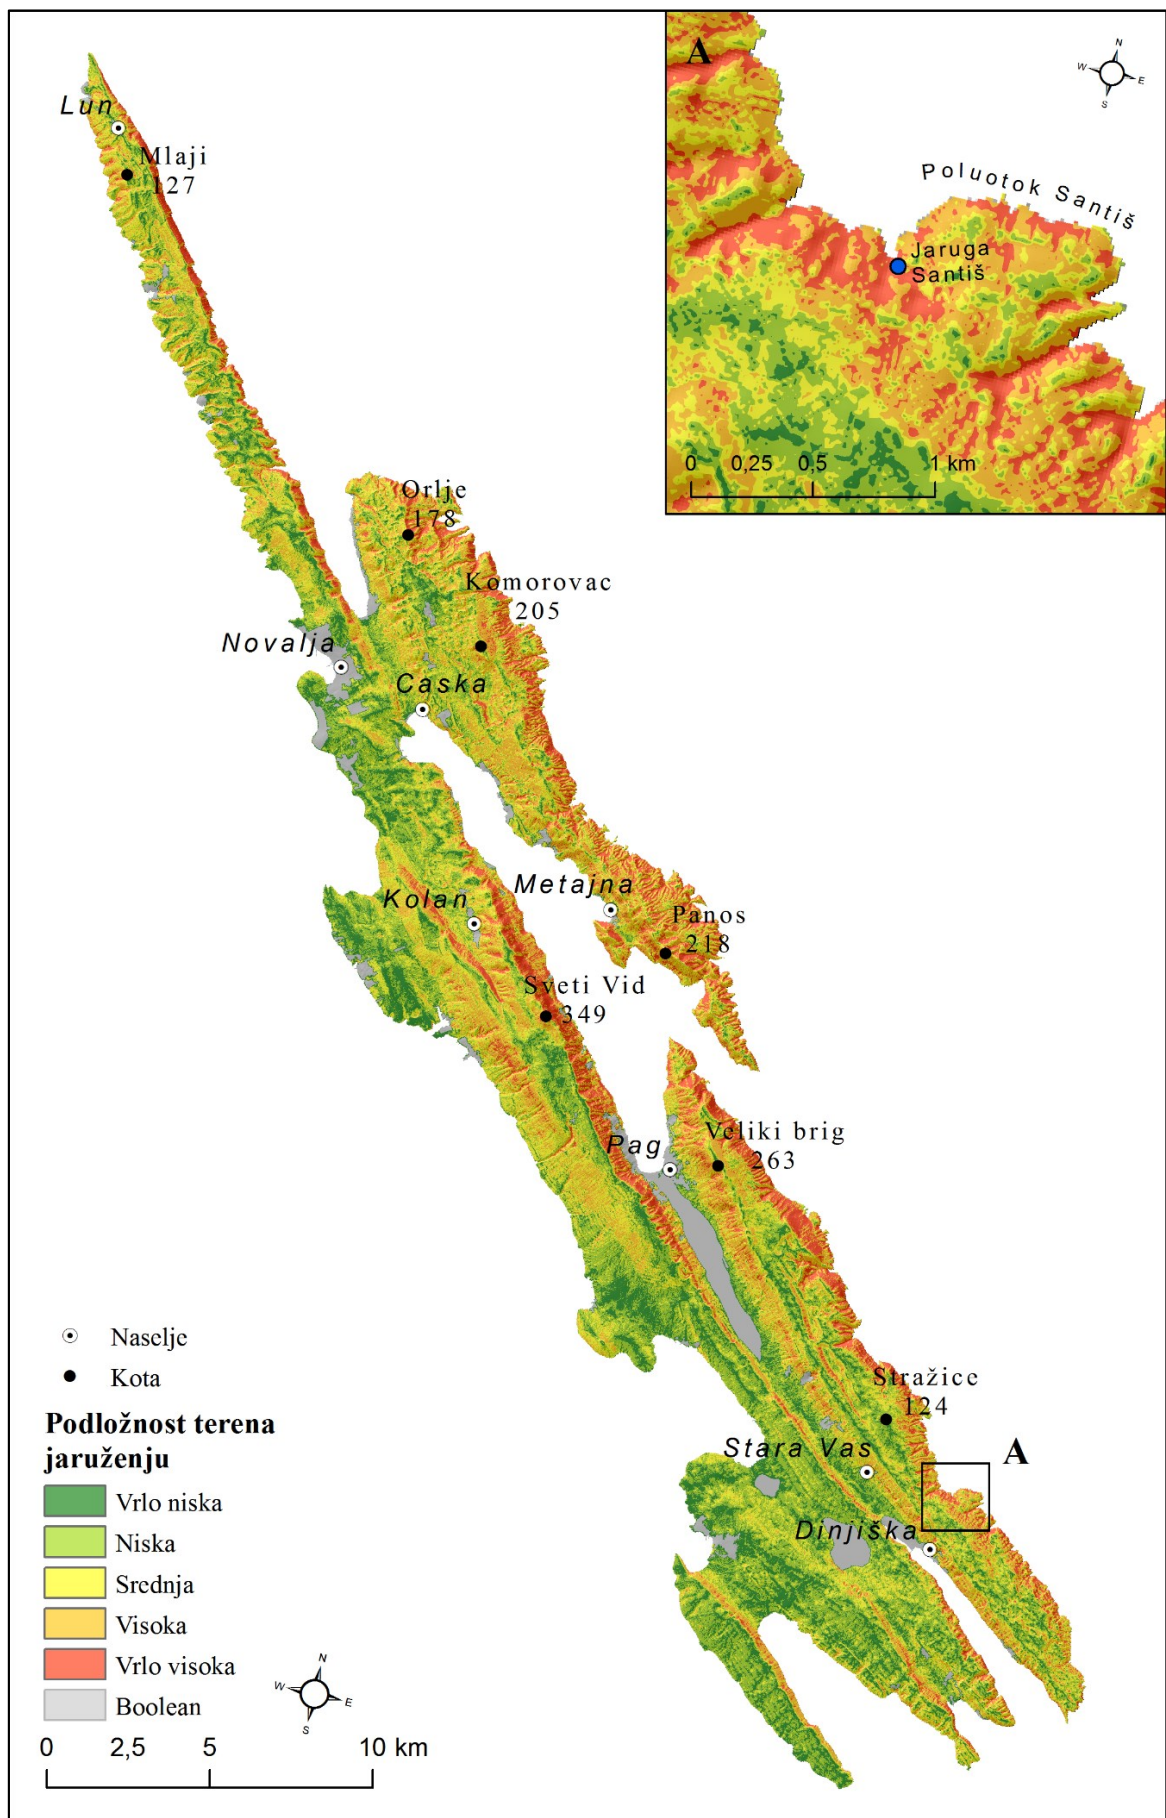 A
N
W
E
S
Poluotok Santiš
Jaruga
Santiš
0
0,25
0,5
1 km
Lun
Mlaji
127
Orlje
178
Komorovac
205
Novalja
Caska
Metajna
Kolan
Panos
218
Sveti Vid
349
Pag
Veliki brig
263
Stražice
124
Stara Vas
A
Dinjiška
Naselje
Kota
Podložnost terena
jaruženju
Vrlo niska
Niska
Srednja
Visoka
Vrlo visoka
Boolean
N
W
E
S
0
2,5
5
10 km